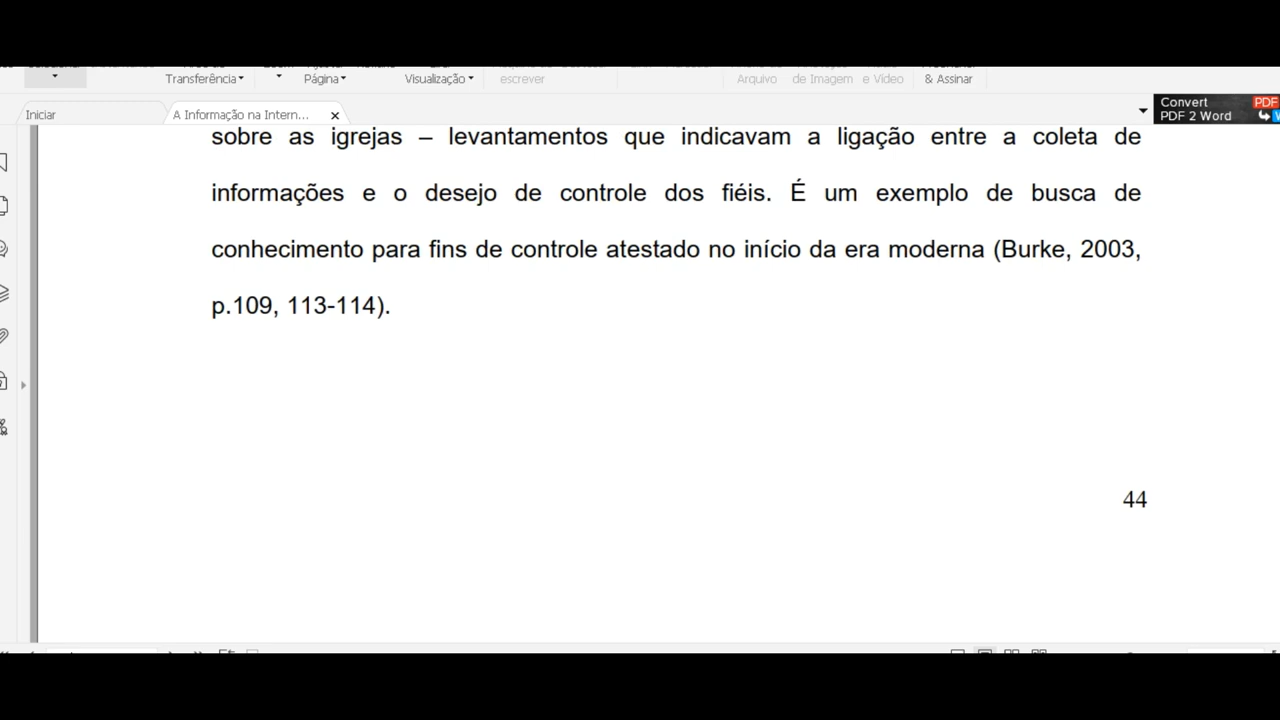 Transferência
Página
Visualização
escrever
Arquivo
de Imagem
e Vídeo
& Assinar
Iniciar
A Informação na Intern...
Convert
PDF 2 Word
PDF
sobre as igrejas – levantamentos que indicavam a ligação entre a coleta de
informações e o desejo de controle dos fiéis. É um exemplo de busca de
conhecimento para fins de controle atestado no início da era moderna (Burke, 2003,
p.109, 113-114).
44